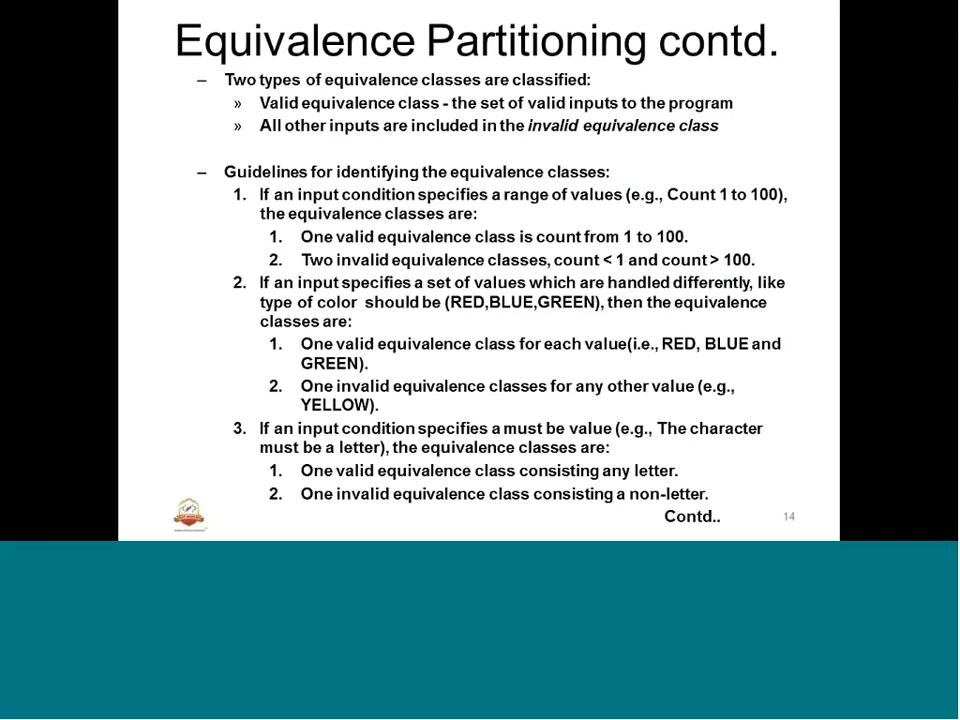 Equivalence Partitioning contd.
– Two types of equivalence classes are classified:
» Valid equivalence class - the set of valid inputs to the program
» All other inputs are included in the invalid equivalence class
– Guidelines for identifying the equivalence classes:
1. If an input condition specifies a range of values (e.g., Count 1 to 100),
the equivalence classes are:
1. One valid equivalence class is count from 1 to 100.
2. Two invalid equivalence classes, count < 1 and count > 100.
2. If an input specifies a set of values which are handled differently, like
type of color should be (RED,BLUE,GREEN), then the equivalence
classes are:
1. One valid equivalence class for each value(i.e., RED, BLUE and
GREEN).
2. One invalid equivalence classes for any other value (e.g.,
YELLOW).
3. If an input condition specifies a must be value (e.g., The character
must be a letter), the equivalence classes are:
1. One valid equivalence class consisting any letter.
2. One invalid equivalence class consisting a non-letter.
Contd..
14